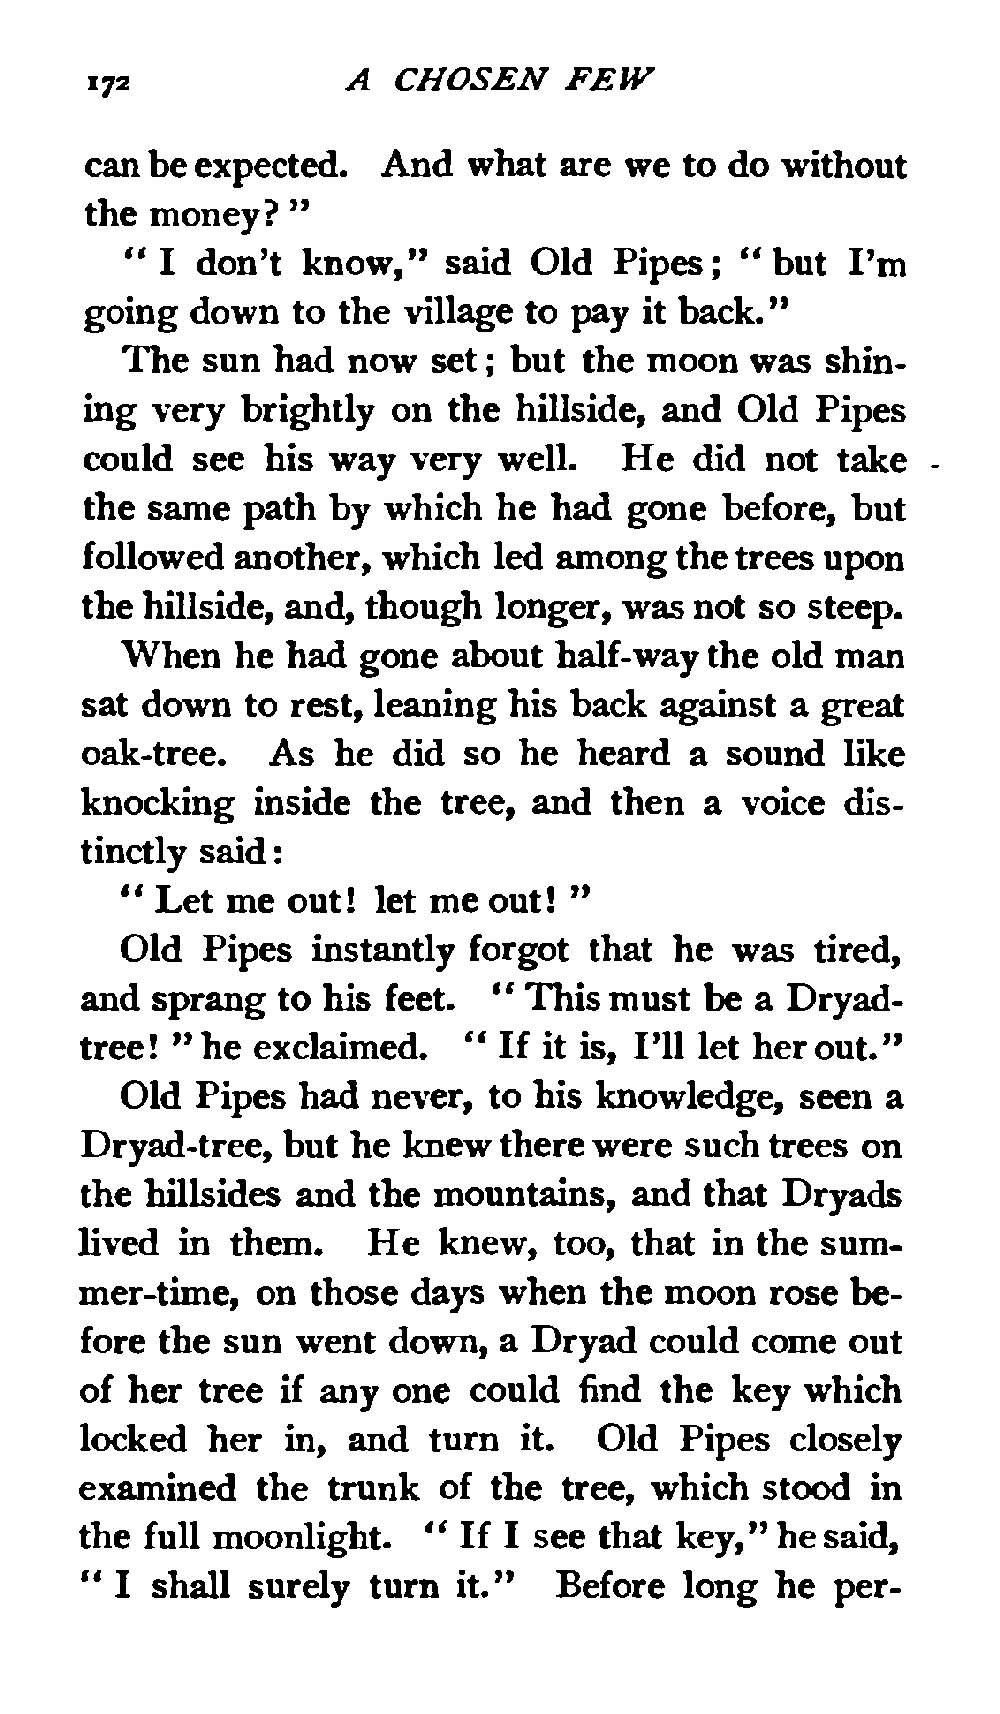 172 A CHOSEN FEW
can be expected. And what are we to do without
the money?"
"I don't know," said Old Pipes; "but I'm
going down to the village to pay it back."
The sun had now set; but the moon was shin-
ing very brightly on the hillside, and Old Pipes
could see his way very well. He did not take
the same path by which he had gone before, but
followed another, which led among the trees upon
the hillside, and, though longer, was not so steep.
When he had gone about half-way the old man
sat down to rest, leaning his back against a great
oak-tree. As he did so he heard a sound like
knocking inside the tree, and then a voice dis-
tinctly said:
"Let me out! let me out!"
Old Pipes instantly forgot that he was tired,
and sprang to his feet. "This must be a Dryad-
tree!" he exclaimed. "If it is, I'll let her out."
Old Pipes had never, to his knowledge, seen a
Dryad-tree, but he knew there were such trees on
the hillsides and the mountains, and that Dryads
lived in them. He knew, too, that in the sum-
mer-time, on those days when the moon rose be-
fore the sun went down, a Dryad could come out
of her tree if any one could find the key which
locked her in, and turn it. Old Pipes closely
examined the trunk of the tree, which stood in
the full moonlight. "If I see that key," he said,
"I shall surely turn it." Before long he per-